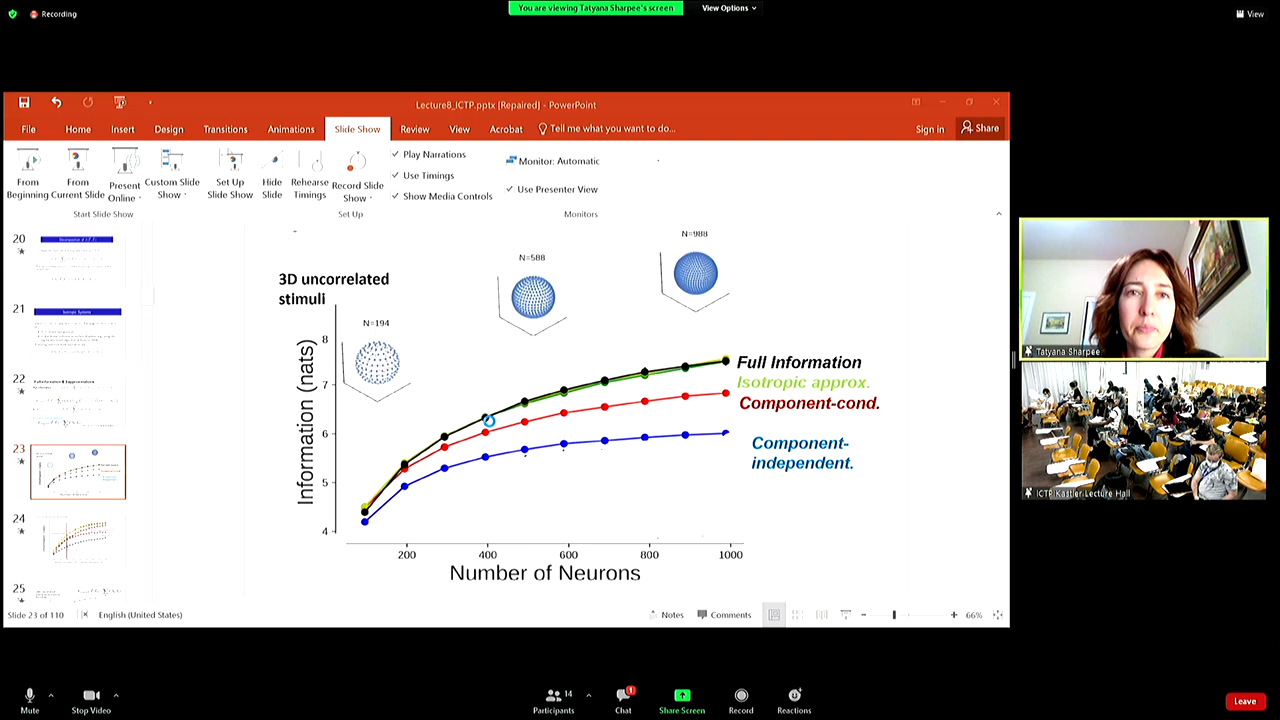 Recording
You are viewing Tatyana Sharpee's screen
View Options
View
Lecture8_ICTP.pptx [Repaired] - PowerPoint
File
Home
Insert
Design
Transitions
Animations
Slide Show
Review
View
Acrobat
Tell me what you want to do...
Sign in
Share
From Beginning
From Current Slide
Present Online
Custom Slide Show
Set Up Slide Show
Hide Slide
Rehearse Timings
Record Slide Show
Play Narrations
Use Timings
Show Media Controls
Monitor: Automatic
Use Presenter View
Start Slide Show
Set Up
Monitors
20
21
22
23
24
25
3D uncorrelated
stimuli
N=194
N=588
N=988
Information (nats)
8
7
6
5
4
200
400
600
800
1000
Number of Neurons
Full Information
Isotropic approx.
Component-cond.
Component-
independent.
Slide 23 of 110
English (United States)
Notes
Comments
66%
Tatyana Sharpee
ICTP Kastler Lecture Hall
Mute
Stop Video
Participants
14
Chat
1
Share Screen
Record
Reactions
Leave